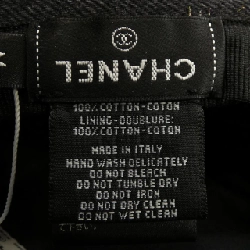 CHANEL
100% COTTON-COTON
LINING-DOUBLURE:
100% COTTON-COTON
MADE IN ITALY
HAND WASH DELICATELY
DO NOT BLEACH
DO NOT TUMBLE DRY
DO NOT IRON
DO NOT DRY CLEAN
DO NOT WET CLEAN